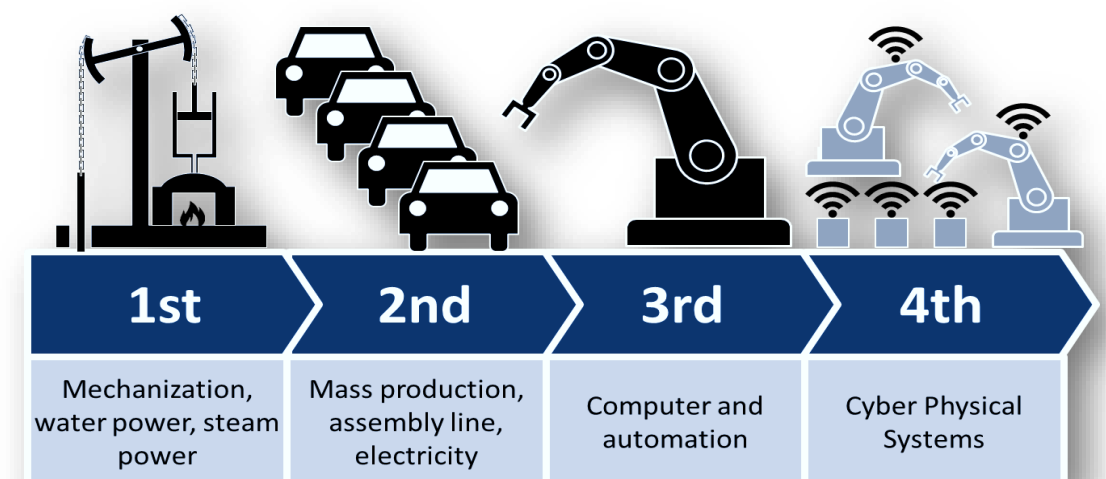 1st
2nd
3rd
4th
Mechanization,
water power, steam
power
Mass production,
assembly line,
electricity
Computer and
automation
Cyber Physical
Systems